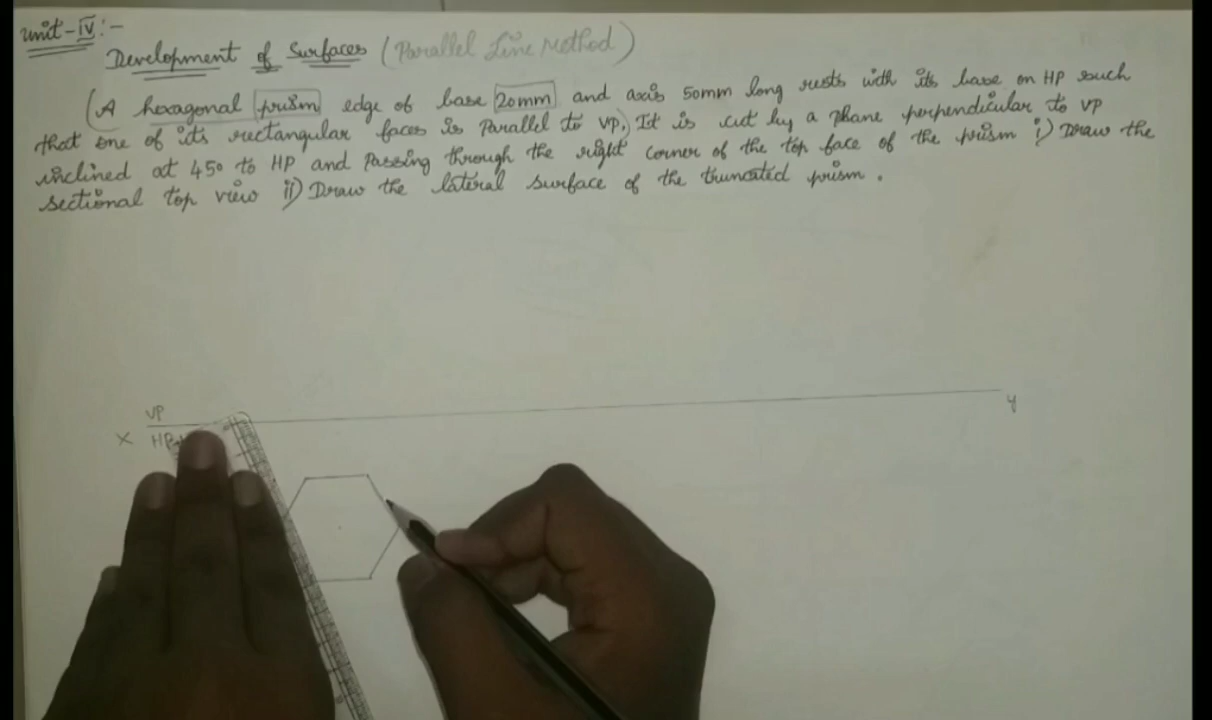 Unit-IV:-
Development of Surfaces (Parallel Line Method)
(A hexagonal prism edge of base 20mm and axis 50mm long rests with its base on HP such
that one of its rectangular faces is Parallel to VP.) It is cut by a plane perpendicular to VP
inclined at 45° to HP and Passing through the right corner of the top face of the prism i) Draw the
sectional top view ii) Draw the lateral surface of the truncated prism.
VP
X HP y